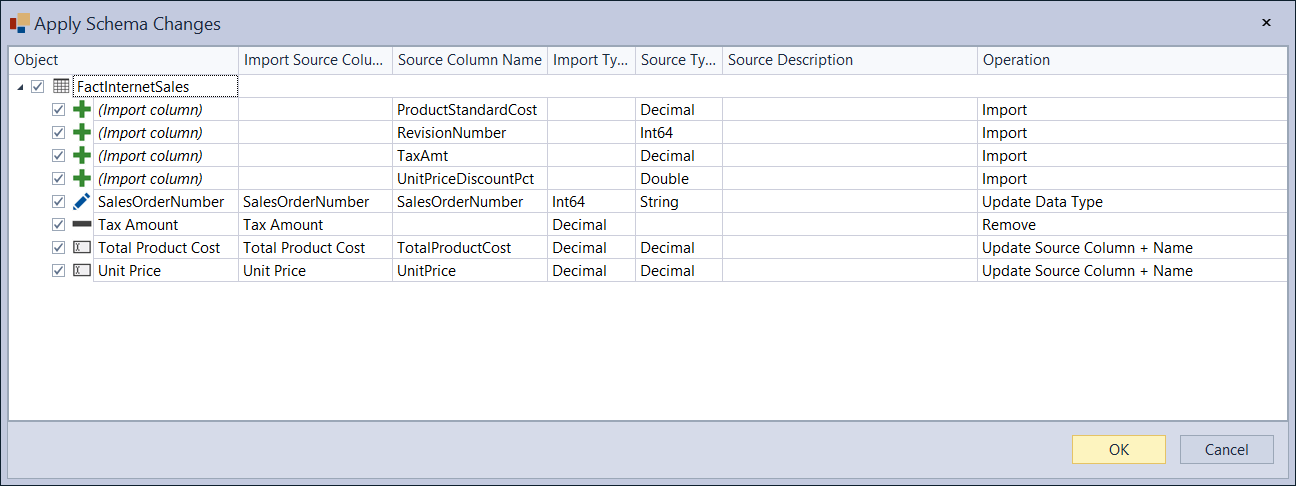 Apply Schema Changes
Object Import Source Colu... Source Column Name Import Ty... Source Ty... Source Description Operation
FactInternetSales
(Import column) ProductStandardCost Decimal Import
(Import column) RevisionNumber Int64 Import
(Import column) TaxAmt Decimal Import
(Import column) UnitPriceDiscountPct Double Import
SalesOrderNumber SalesOrderNumber SalesOrderNumber Int64 String Update Data Type
Tax Amount Tax Amount Decimal Remove
Total Product Cost Total Product Cost TotalProductCost Decimal Decimal Update Source Column + Name
Unit Price Unit Price UnitPrice Decimal Decimal Update Source Column + Name
OK Cancel